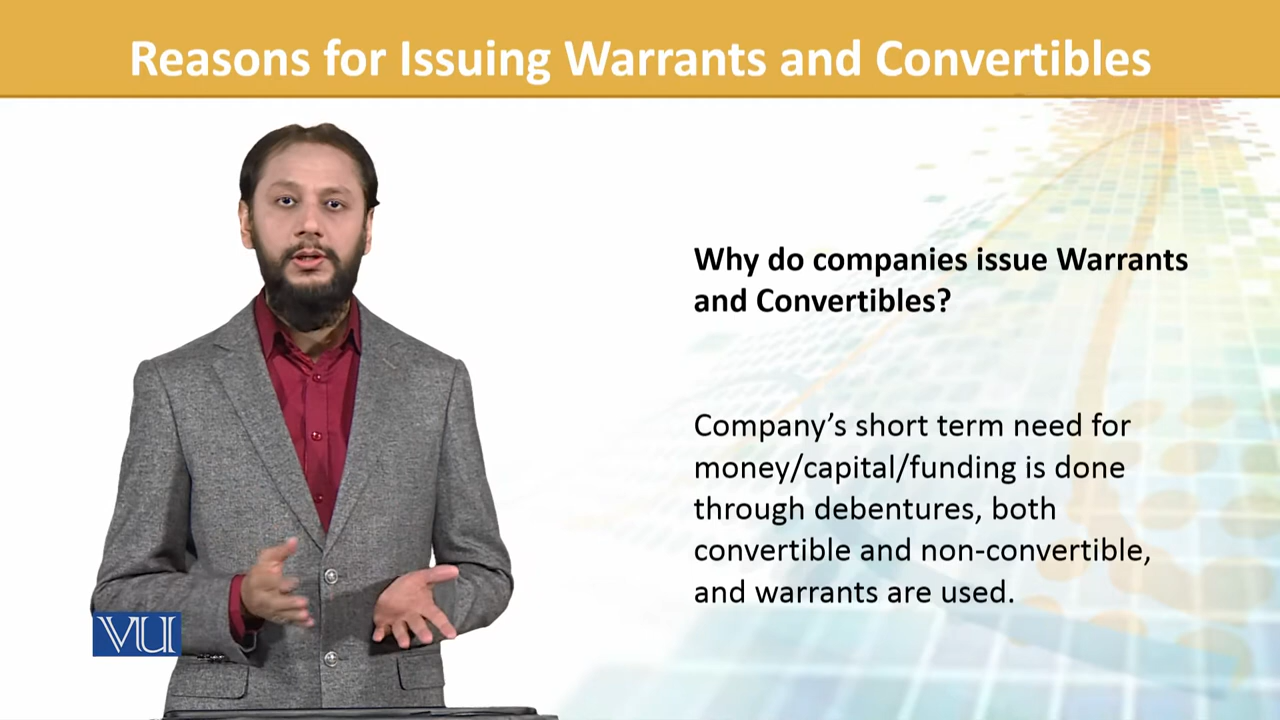 Reasons for Issuing Warrants and Convertibles
Why do companies issue Warrants
and Convertibles?
Company’s short term need for
money/capital/funding is done
through debentures, both
convertible and non-convertible,
and warrants are used.
VU